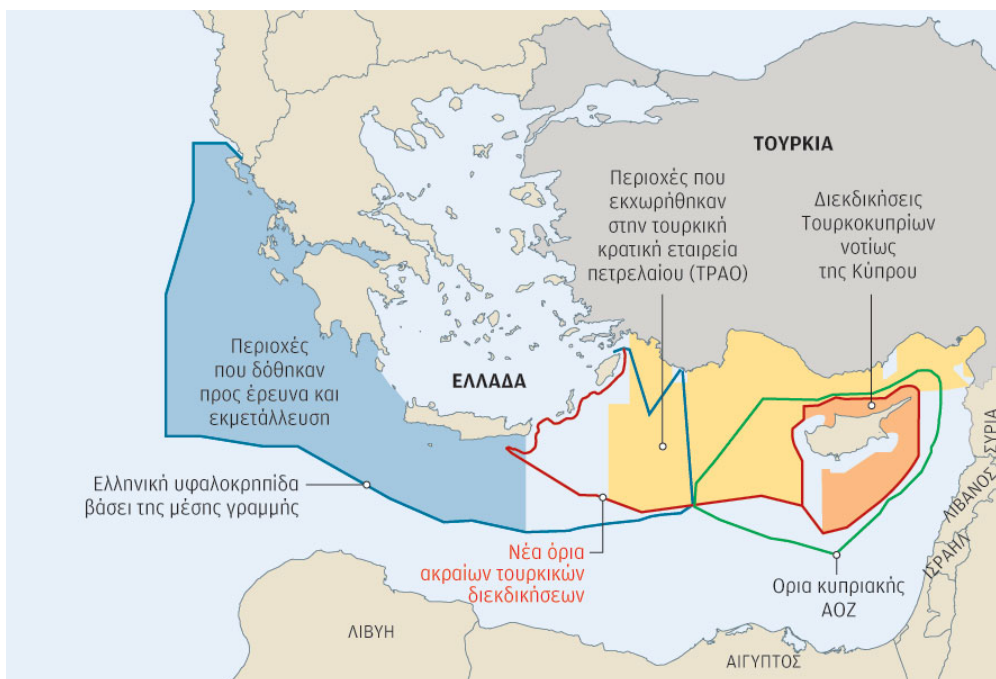 ΤΟΥΡΚΙΑ
Περιοχές που
εκχωρήθηκαν
στην τουρκική
κρατική εταιρεία
πετρελαίου (ΤΡΑΟ)
Διεκδικήσεις
Τουρκοκυπρίων
νοτίως
της Κύπρου
Περιοχές
που δόθηκαν
προς έρευνα και
εκμετάλλευση
ΕΛΛΑΔΑ
Ελληνική υφαλοκρηπίδα
βάσει της μέσης γραμμής
Νέα όρια
ακραίων τουρκικών
διεκδικήσεων
Ορια κυπριακής
ΑΟΖ
ΣΥΡΙΑ
ΛΙΒΑΝΟΣ
ΙΣΡΑΗΛ
ΛΙΒΥΗ
ΑΙΓΥΠΤΟΣ